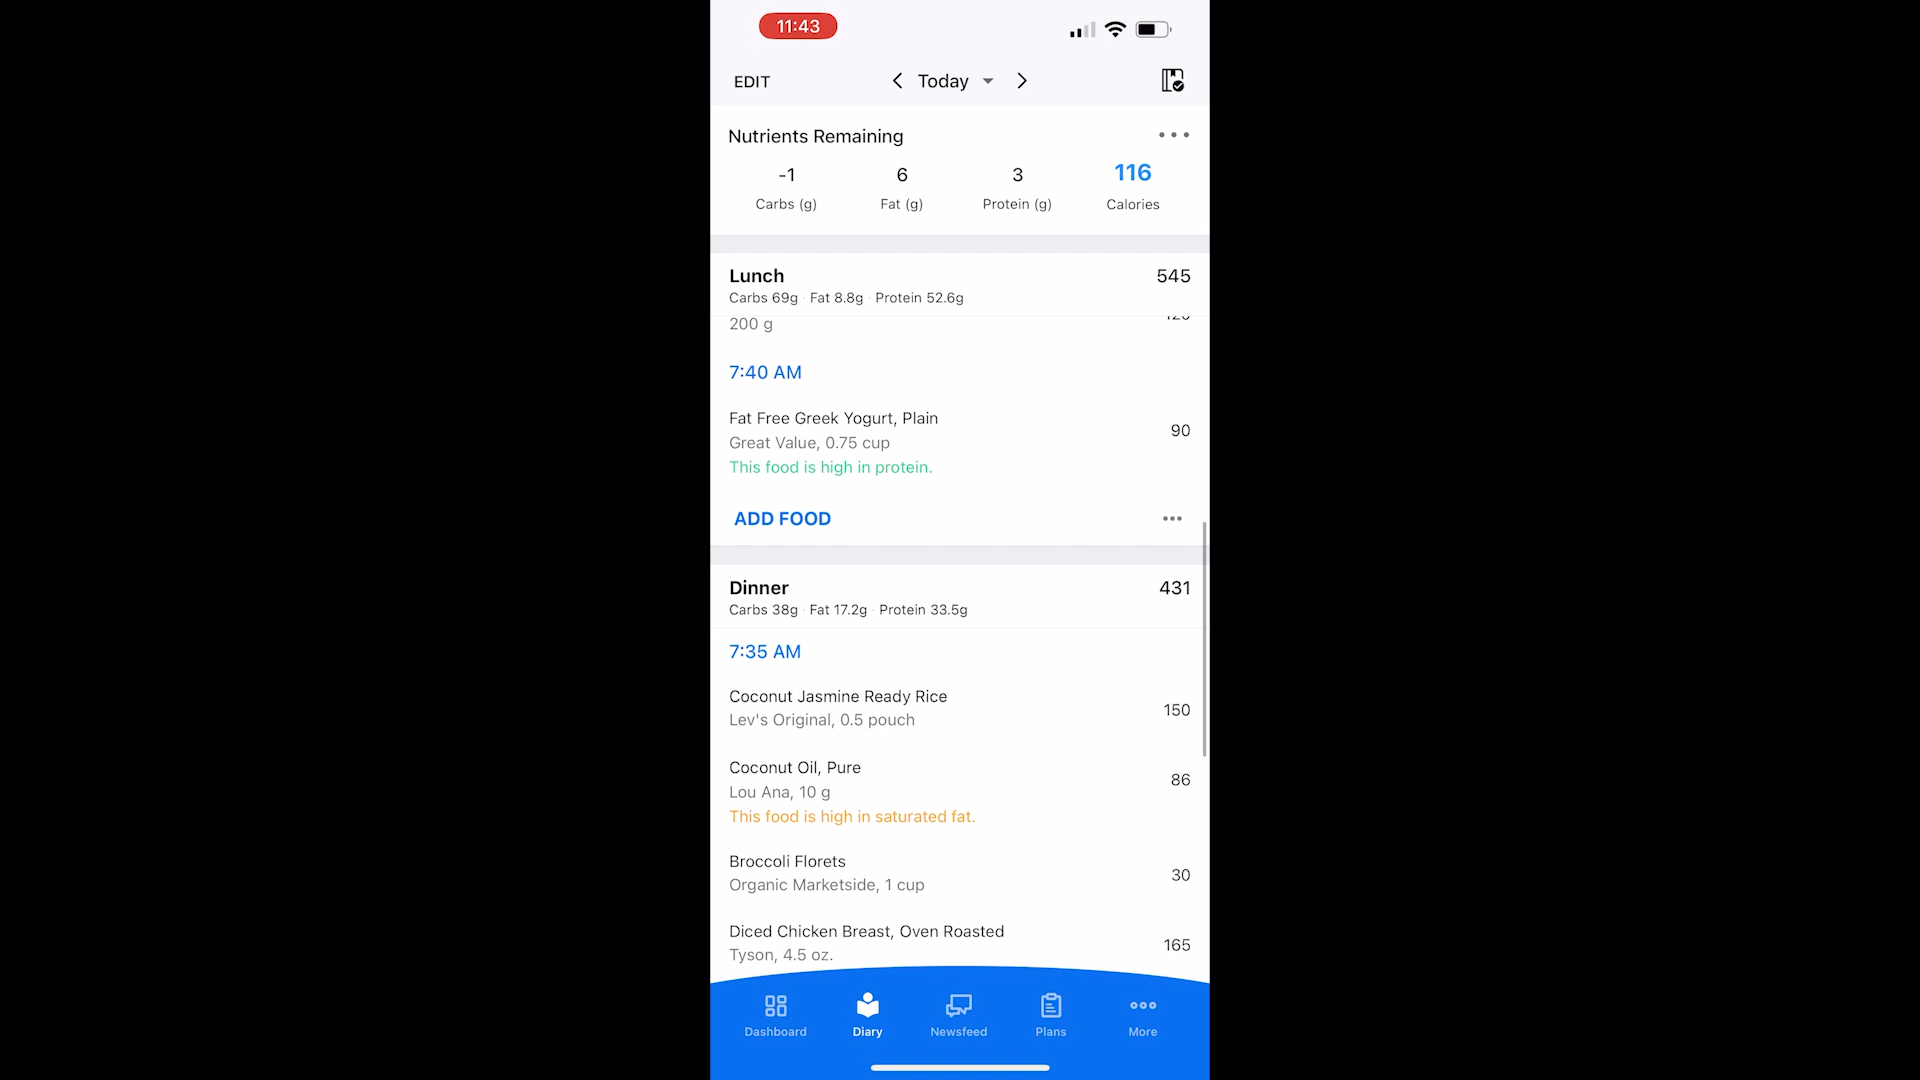 11:43
EDIT
Today
Nutrients Remaining
-1 6 3 116
Carbs (g) Fat (g) Protein (g) Calories
Lunch 545
Carbs 69g · Fat 8.8g · Protein 52.6g
200 g
7:40 AM
Fat Free Greek Yogurt, Plain 90
Great Value, 0.75 cup
This food is high in protein.
ADD FOOD
Dinner 431
Carbs 38g · Fat 17.2g · Protein 33.5g
7:35 AM
Coconut Jasmine Ready Rice 150
Lev's Original, 0.5 pouch
Coconut Oil, Pure 86
Lou Ana, 10 g
This food is high in saturated fat.
Broccoli Florets 30
Organic Marketside, 1 cup
Diced Chicken Breast, Oven Roasted 165
Tyson, 4.5 oz.
Dashboard Diary Newsfeed Plans More